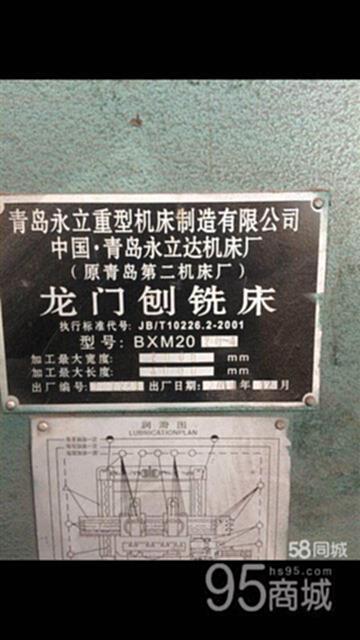 青岛永立重型机床制造有限公司
中国·青岛永立达机床厂
(原青岛第二机床厂)
龙门刨铣床
执行标准代号: JB/T10226.2-2001
型号: BXM20
加工最大宽度: mm
加工最大长度: mm
出厂编号: 出厂日期: 年 月
润滑图
LUBRICATIONPLAN
58同城
hs95.com
95商城